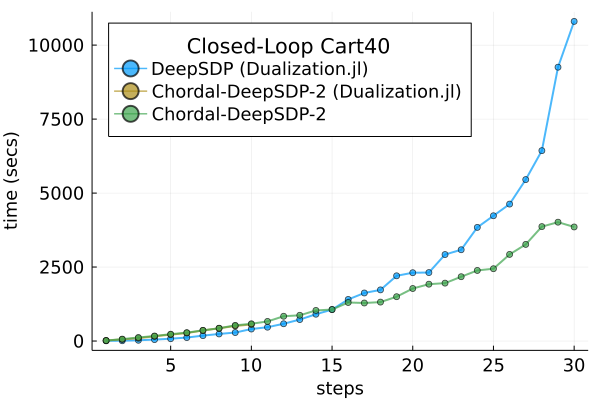 Closed-Loop Cart40
DeepSDP (Dualization.jl)
Chordal-DeepSDP-2 (Dualization.jl)
Chordal-DeepSDP-2
time (secs)
10000
7500
5000
2500
0
5 10 15 20 25 30
steps